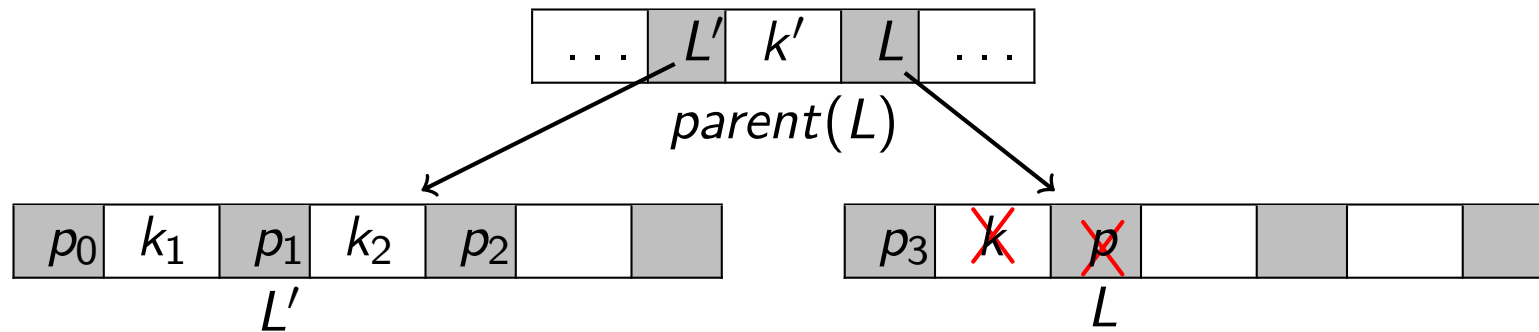 ... L′ k′ L ...
parent(L)
p₀ k₁ p₁ k₂ p₂ p₃ k p
L′ L